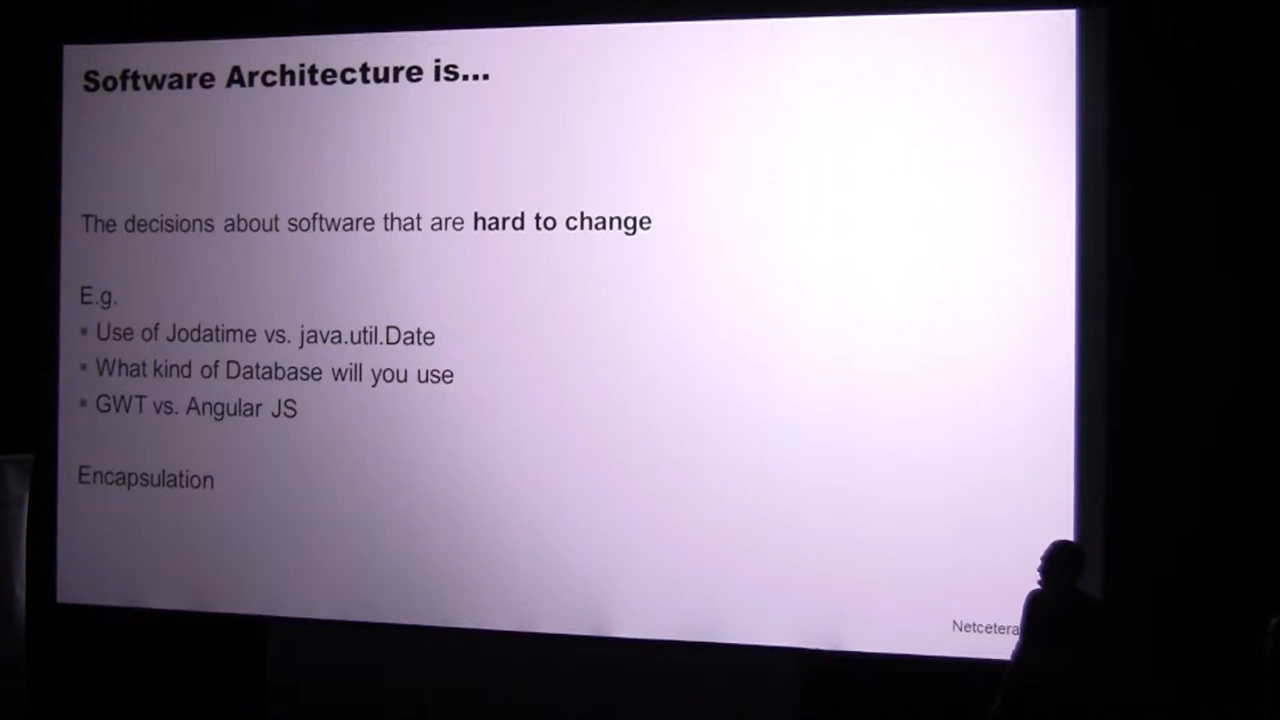 Software Architecture is...
The decisions about software that are hard to change
E.g.
▪ Use of Jodatime vs. java.util.Date
▪ What kind of Database will you use
▪ GWT vs. Angular JS
Encapsulation
Netcetera